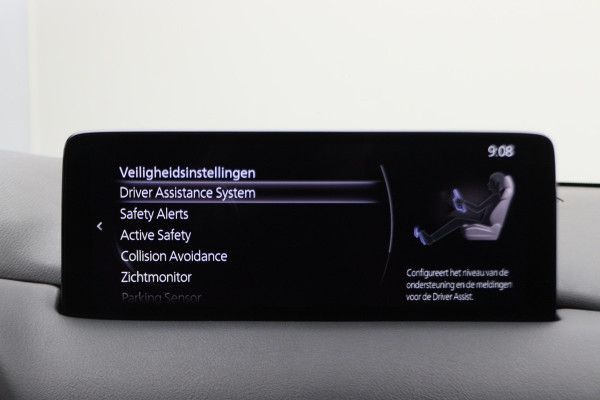 9:08
Veiligheidsinstellingen
Driver Assistance System
Safety Alerts
Active Safety
Collision Avoidance
Zichtmonitor
Parking Sensor
Configureert het niveau van de
ondersteuning en de meldingen
voor de Driver Assist.